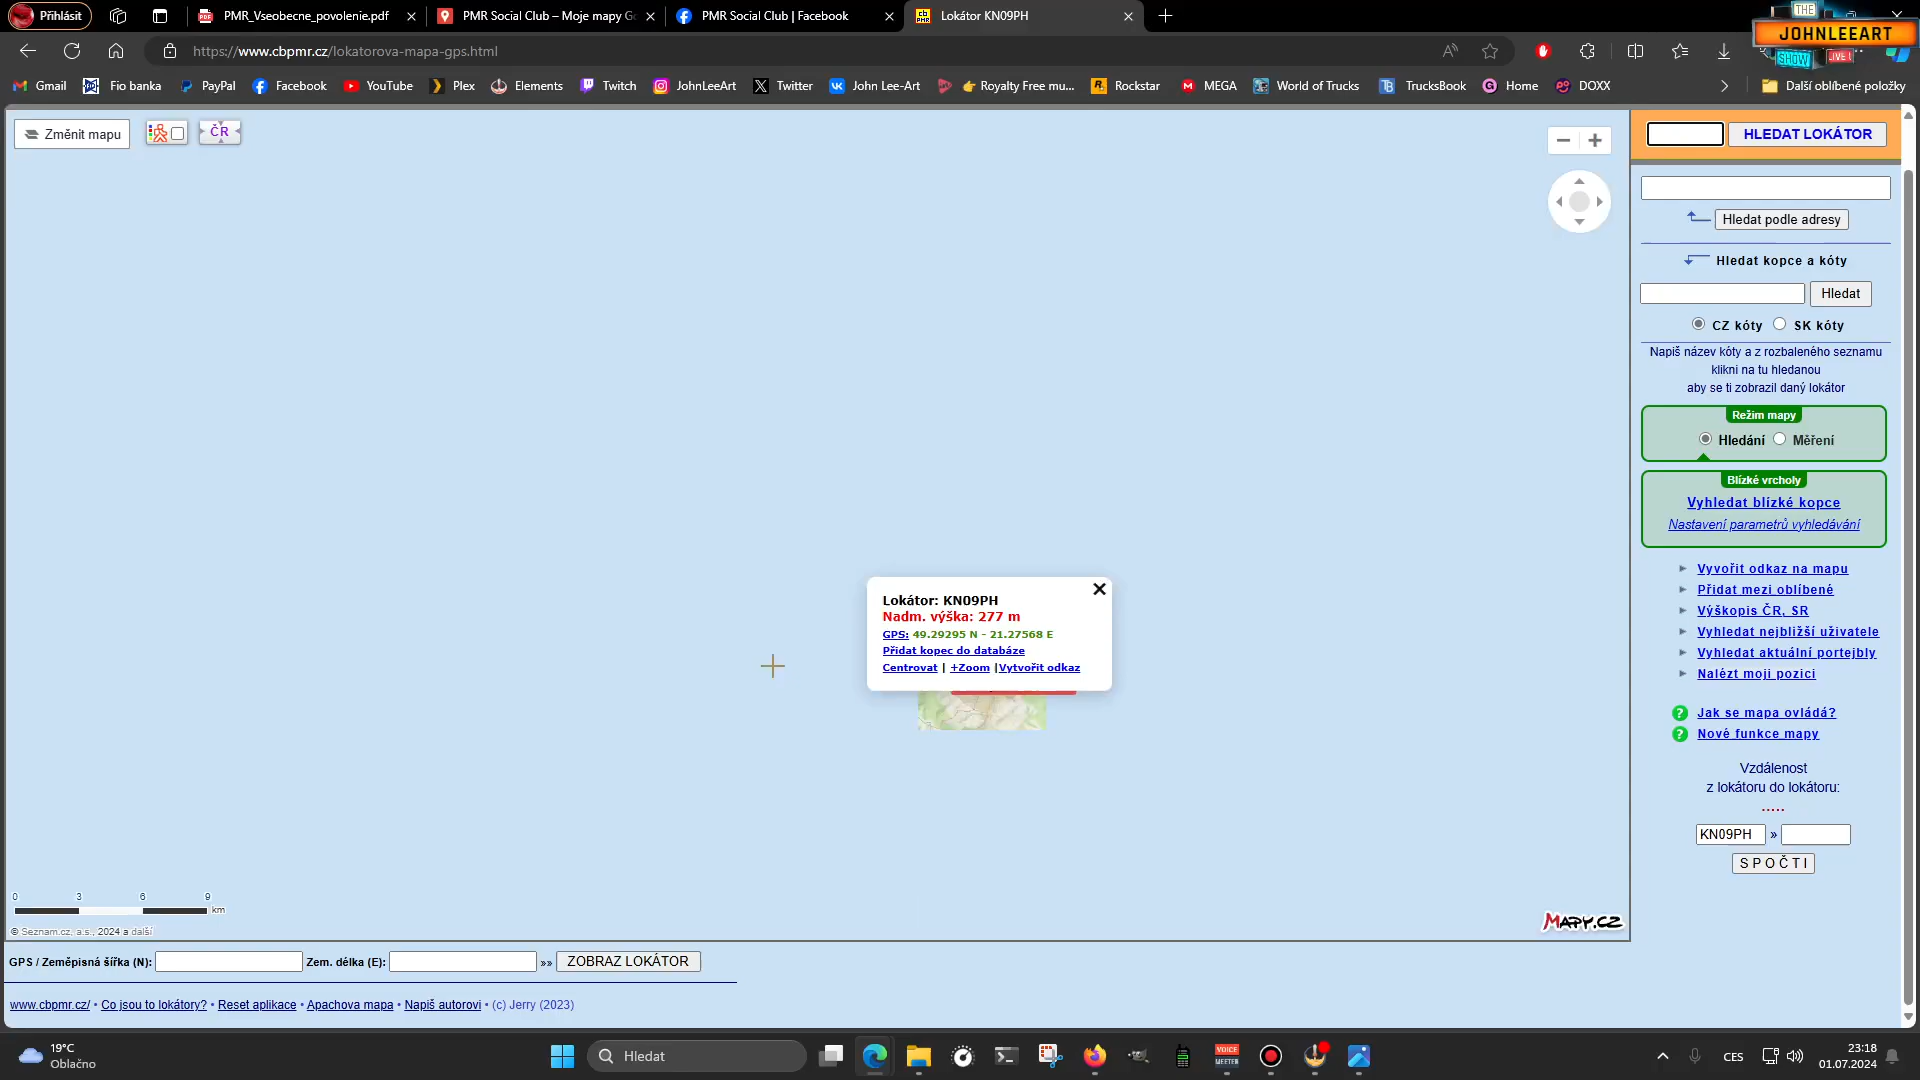 Přihlásit
PMR_Vseobecne_povolenie.pdf
PMR Social Club – Moje mapy G
PMR Social Club | Facebook
Lokátor KN09PH
THE
JOHNLEEART
SHOW
LIVE!
https://www.cbpmr.cz/lokatorova-mapa-gps.html
Gmail
Fio banka
PayPal
Facebook
YouTube
Plex
Elements
Twitch
JohnLeeArt
Twitter
John Lee-Art
Royalty Free mu...
Rockstar
MEGA
World of Trucks
TrucksBook
Home
DOXX
Další oblíbené položky
Změnit mapu
ČR
HLEDAT LOKÁTOR
Hledat podle adresy
Hledat kopce a kóty
Hledat
CZ kóty
SK kóty
Napiš název kóty a z rozbaleného seznamu
klikni na tu hledanou
aby se ti zobrazil daný lokátor
Režim mapy
Hledání
Měření
Blízké vrcholy
Vyhledat blízké kopce
Nastavení parametrů vyhledávání
Vyvořit odkaz na mapu
Přidat mezi oblíbené
Výškopis ČR, SR
Vyhledat nejbližší uživatele
Vyhledat aktuální portejbly
Nalézt moji pozici
Jak se mapa ovládá?
Nové funkce mapy
Vzdálenost
z lokátoru do lokátoru:
.....
KN09PH »
S P O Č T I
Lokátor: KN09PH
Nadm. výška: 277 m
GPS: 49.29295 N - 21.27568 E
Přidat kopec do databáze
Centrovat | +Zoom |Vytvořit odkaz
0 3 6 9
km
© Seznam.cz, a.s., 2024 a další
MAPY.CZ
GPS / Zeměpisná šířka (N):
Zem. délka (E):
»»
ZOBRAZ LOKÁTOR
www.cbpmr.cz/ • Co jsou to lokátory? • Reset aplikace • Apachova mapa • Napiš autorovi • (c) Jerry (2023)
19°C
Oblačno
Hledat
VOICE
MEETER
CES
23:18
01.07.2024